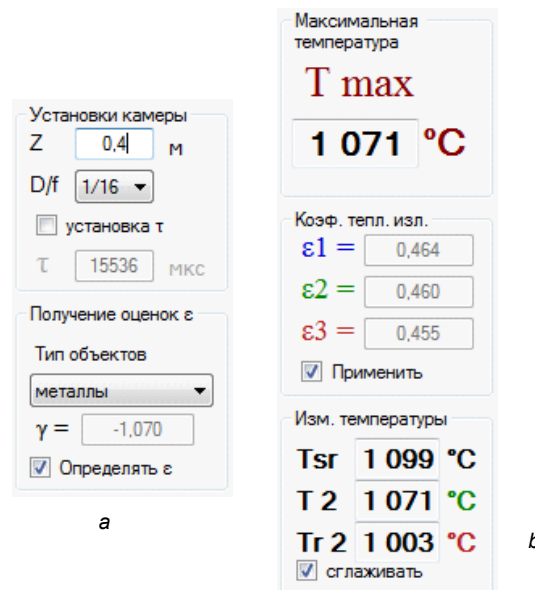 Установки камеры
Z 0,4 м
D/f 1/16
установка τ
τ 15536 мкс
Получение оценок ε
Тип объектов
металлы
γ = -1,070
Определять ε
a
Максимальная
температура
T max
1 071 °C
Коэф. тепл. изл.
ε1 = 0,464
ε2 = 0,460
ε3 = 0,455
Применить
Изм. температуры
Tsr 1 099 °C
T 2 1 071 °C
Tr 2 1 003 °C
сглаживать
b